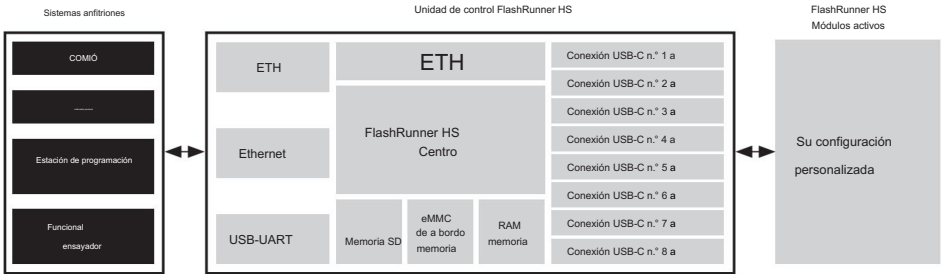 Sistemas anfitriones
Unidad de control FlashRunner HS
FlashRunner HS
Módulos activos
COMIÓ
Estación de programación
Funcional
ensayador
ETH
Ethernet
USB-UART
ETH
FlashRunner HS
Centro
Memoria SD
eMMC
de a bordo
memoria
RAM
memoria
Conexión USB-C n.° 1 a
Conexión USB-C n.° 2 a
Conexión USB-C n.° 3 a
Conexión USB-C n.° 4 a
Conexión USB-C n.° 5 a
Conexión USB-C n.° 6 a
Conexión USB-C n.° 7 a
Conexión USB-C n.° 8 a
Su configuración
personalizada